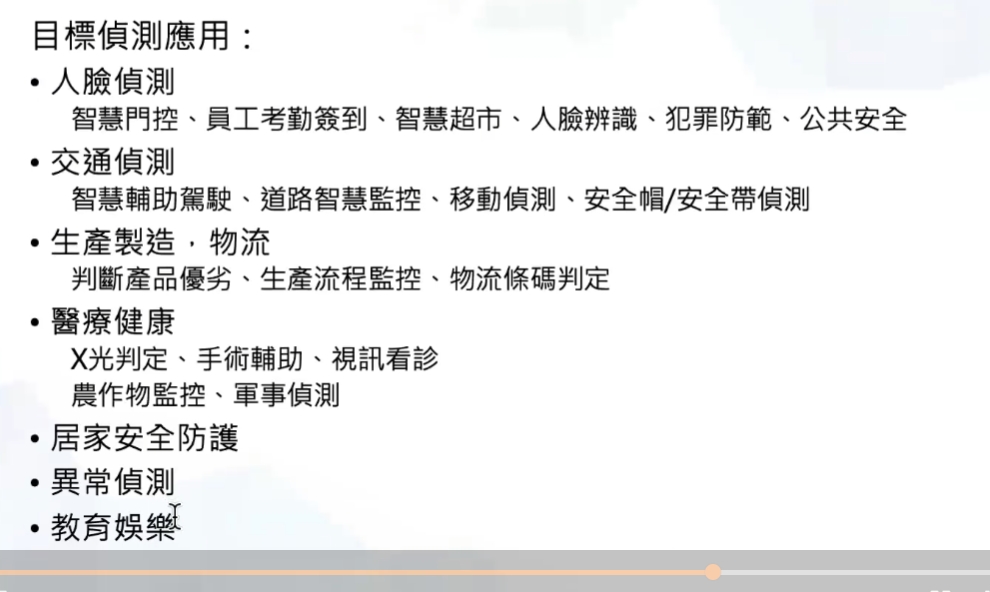 目標偵測應用：
• 人臉偵測
智慧門控、員工考勤簽到、智慧超市、人臉辨識、犯罪防範、公共安全
• 交通偵測
智慧輔助駕駛、道路智慧監控、移動偵測、安全帽/安全帶偵測
• 生產製造，物流
判斷產品優劣、生產流程監控、物流條碼判定
• 醫療健康
X光判定、手術輔助、視訊看診
農作物監控、軍事偵測
• 居家安全防護
• 異常偵測
• 教育娛樂